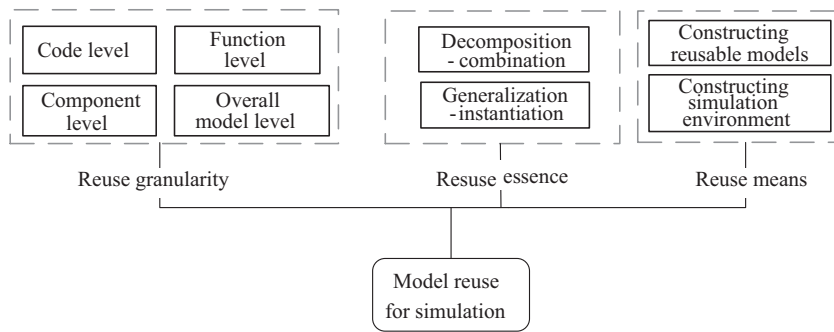 Code level
Function
level
Component
level
Overall
model level
Decomposition
- combination
Generalization
-instantiation
Constructing
reusable models
Constructing
simulation
environment
Reuse granularity
Resuse essence
Reuse means
Model reuse
for simulation